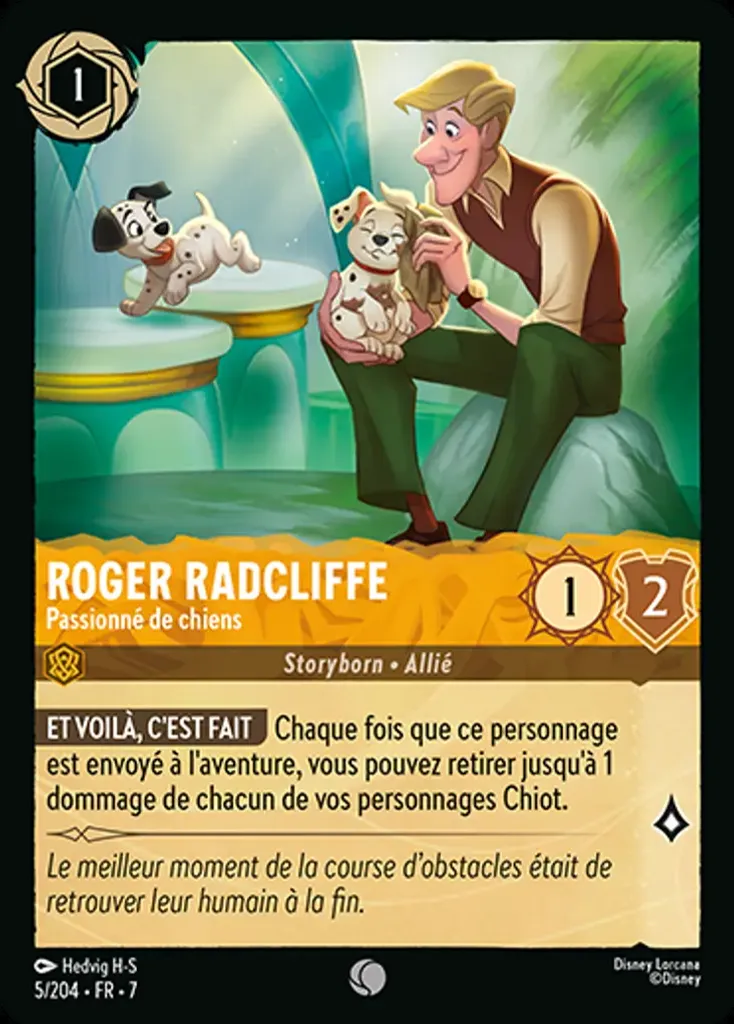 1
ROGER RADCLIFFE
Passionné de chiens
1
2
Storyborn • Allié
ET VOILÀ, C'EST FAIT Chaque fois que ce personnage
est envoyé à l'aventure, vous pouvez retirer jusqu'à 1
dommage de chacun de vos personnages Chiot.
Le meilleur moment de la course d'obstacles était de
retrouver leur humain à la fin.
Hedvig H-S
5/204 • FR • 7
Disney Lorcana
©Disney